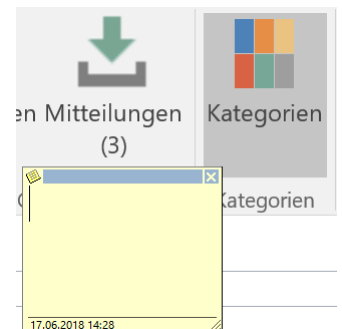 en Mitteilungen
(3)
Kategorien
Kategorien
17.06.2018 14:28